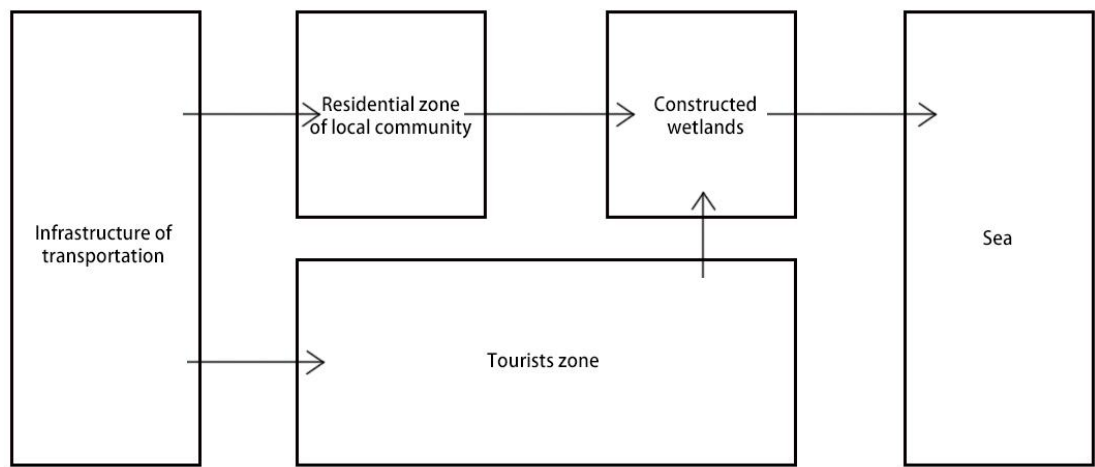 Residential zone
of local community
Constructed
wetlands
Infrastructure of
transportation
Sea
Tourists zone